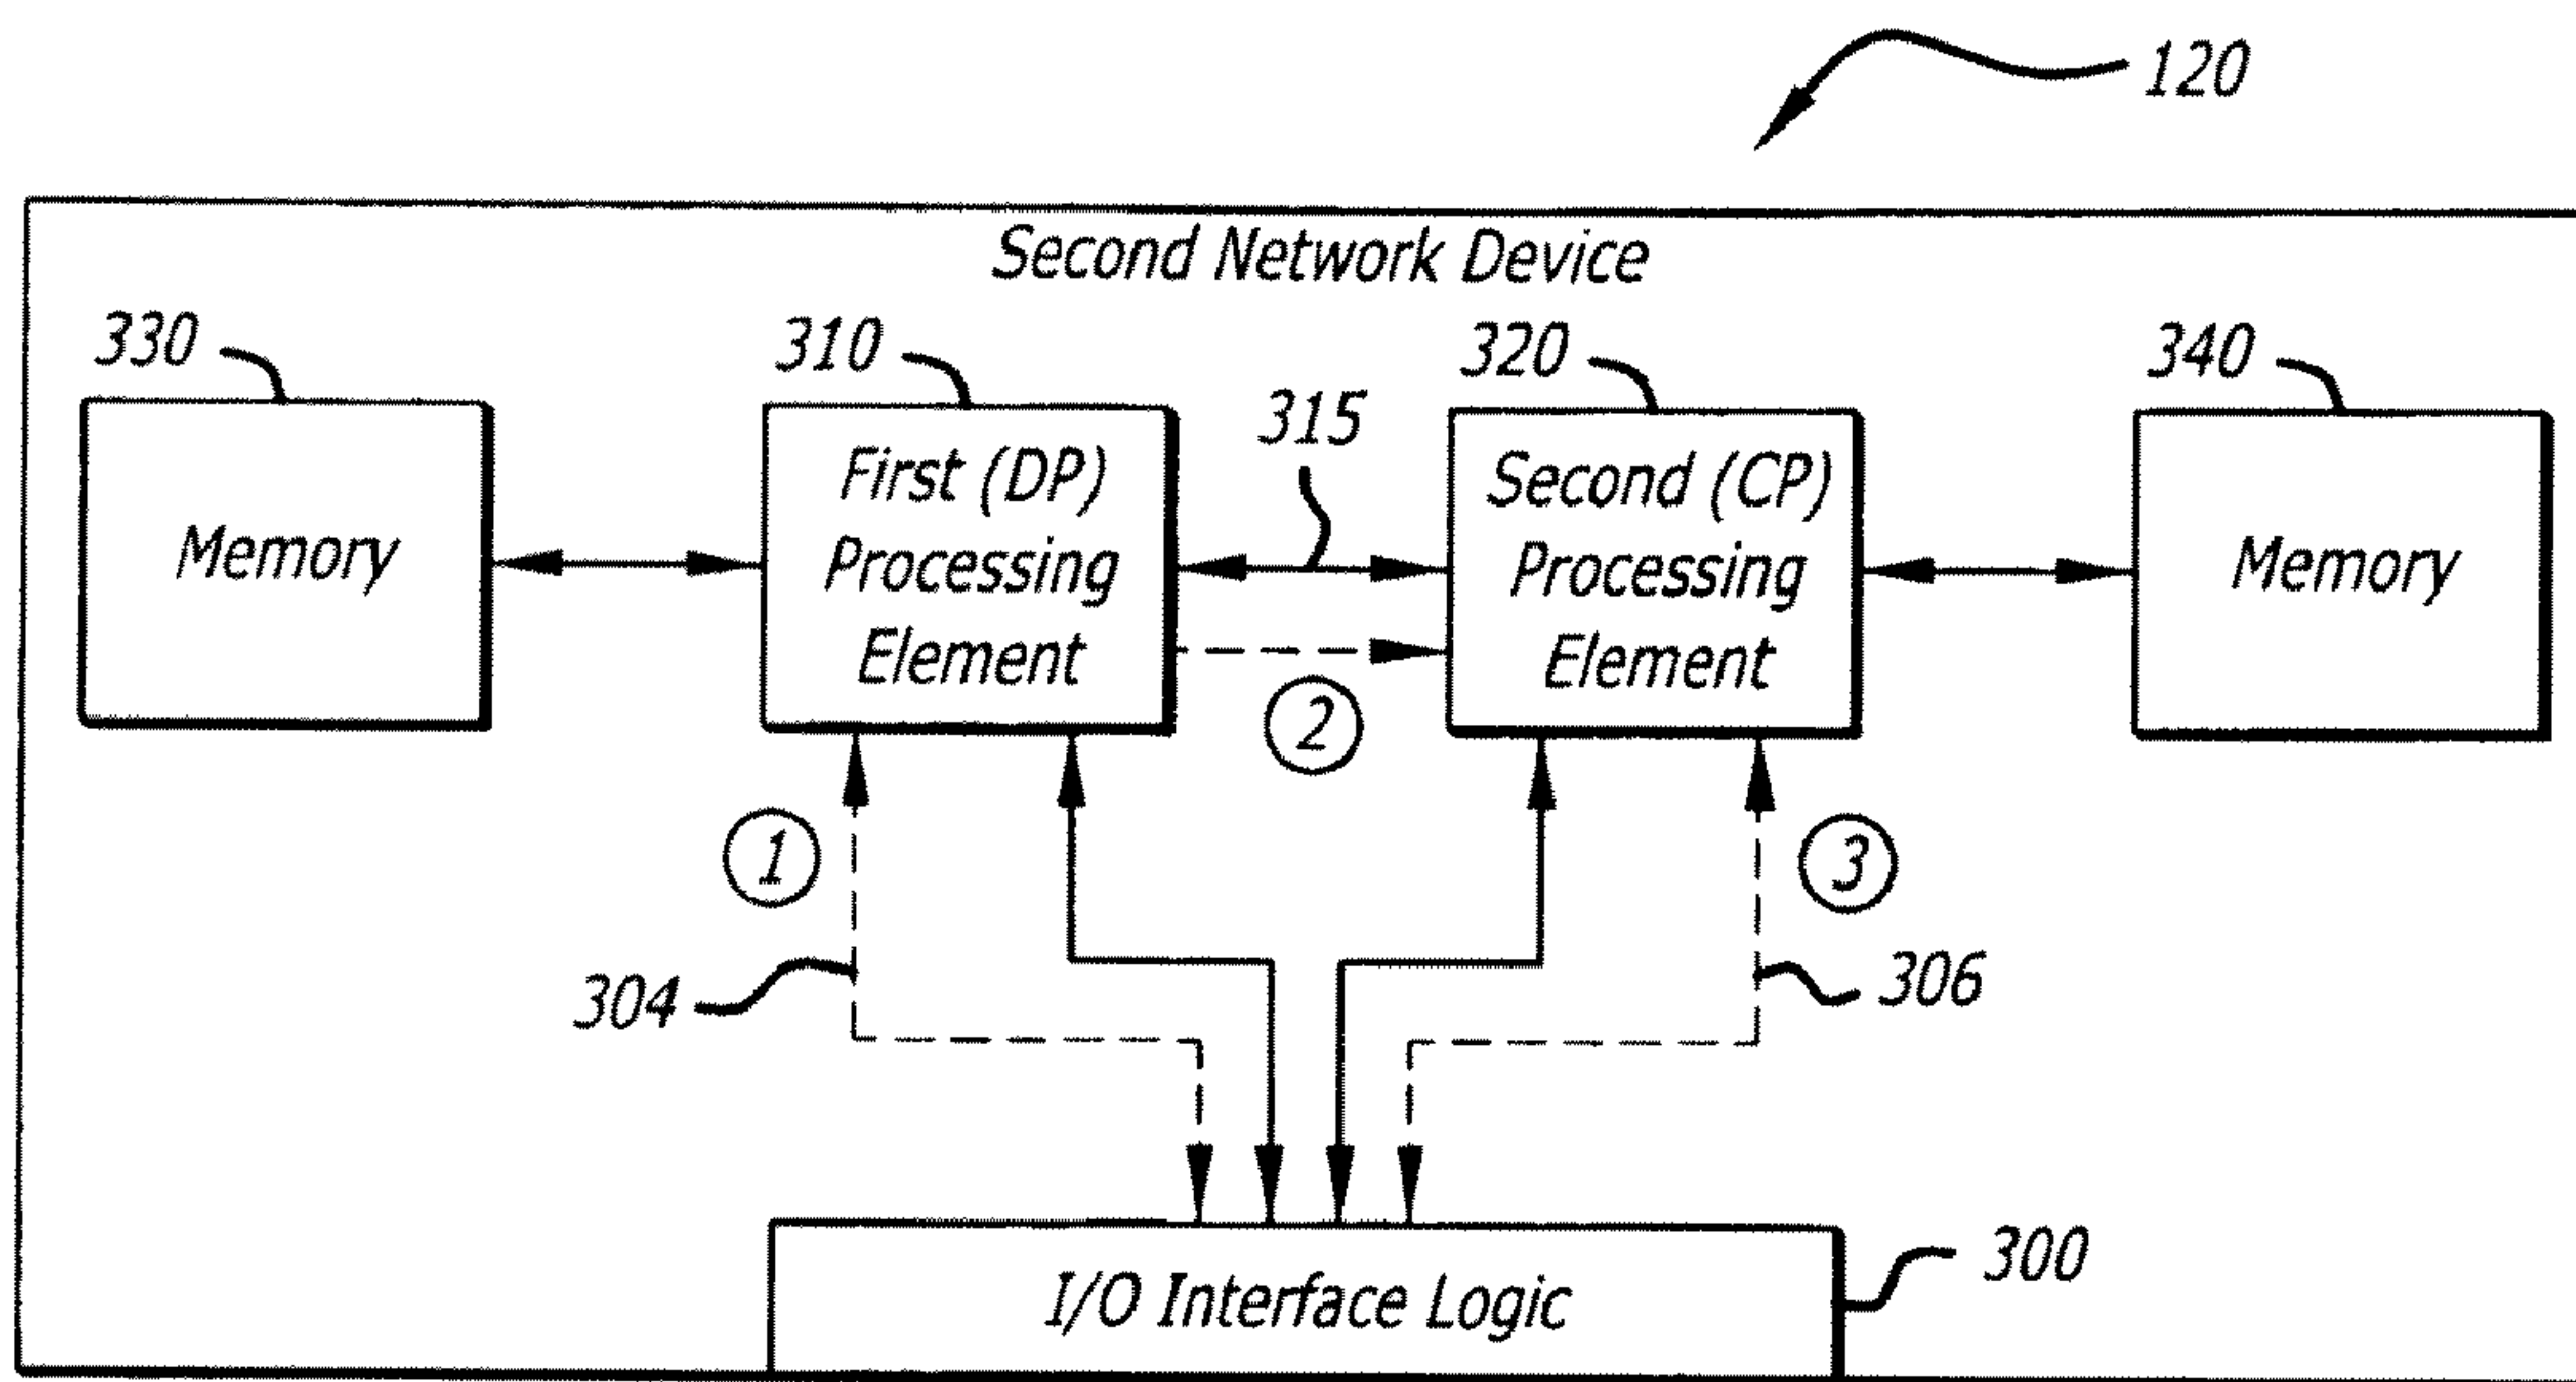 120
Second Network Device
330
310
320
340
315
Memory
First (DP)
Processing
Element
Second (CP)
Processing
Element
Memory
2
1
3
304
306
I/O Interface Logic
300